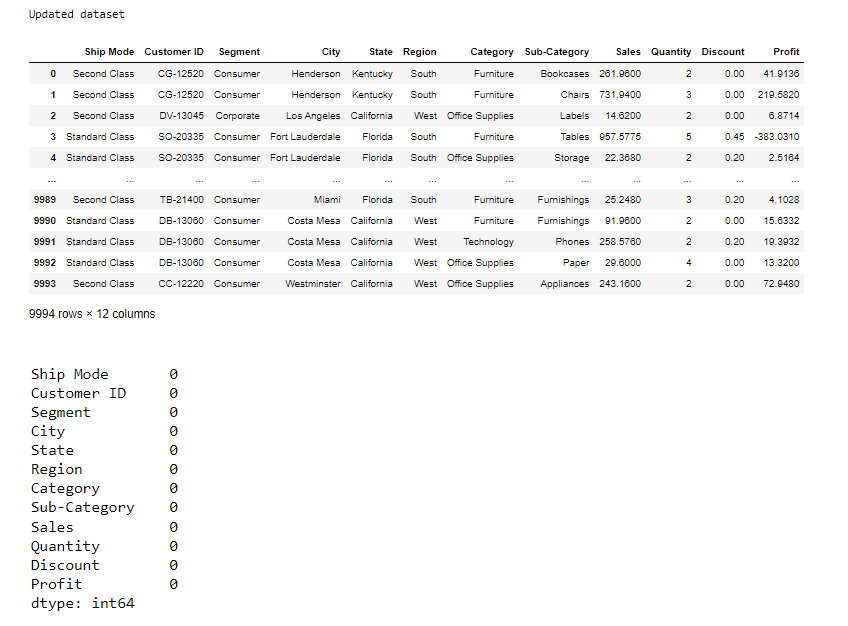 Updated dataset
Ship Mode Customer ID Segment City State Region Category Sub-Category Sales Quantity Discount Profit
0 Second Class CG-12520 Consumer Henderson Kentucky South Furniture Bookcases 261.9600 2 0.00 41.9136
1 Second Class CG-12520 Consumer Henderson Kentucky South Furniture Chairs 731.9400 3 0.00 219.5820
2 Second Class DV-13045 Corporate Los Angeles California West Office Supplies Labels 14.6200 2 0.00 6.8714
3 Standard Class SO-20335 Consumer Fort Lauderdale Florida South Furniture Tables 957.5775 5 0.45 -383.0310
4 Standard Class SO-20335 Consumer Fort Lauderdale Florida South Office Supplies Storage 22.3680 2 0.20 2.5164
... ... ... ... ... ... ... ... ... ... ... ... ...
9989 Second Class TB-21400 Consumer Miami Florida South Furniture Furnishings 25.2480 3 0.20 4.1028
9990 Standard Class DB-13060 Consumer Costa Mesa California West Furniture Furnishings 91.9600 2 0.00 15.6332
9991 Standard Class DB-13060 Consumer Costa Mesa California West Technology Phones 258.5760 2 0.20 19.3932
9992 Standard Class DB-13060 Consumer Costa Mesa California West Office Supplies Paper 29.6000 4 0.00 13.3200
9993 Second Class CC-12220 Consumer Westminster California West Office Supplies Appliances 243.1600 2 0.00 72.9480
9994 rows × 12 columns
Ship Mode 0
Customer ID 0
Segment 0
City 0
State 0
Region 0
Category 0
Sub-Category 0
Sales 0
Quantity 0
Discount 0
Profit 0
dtype: int64